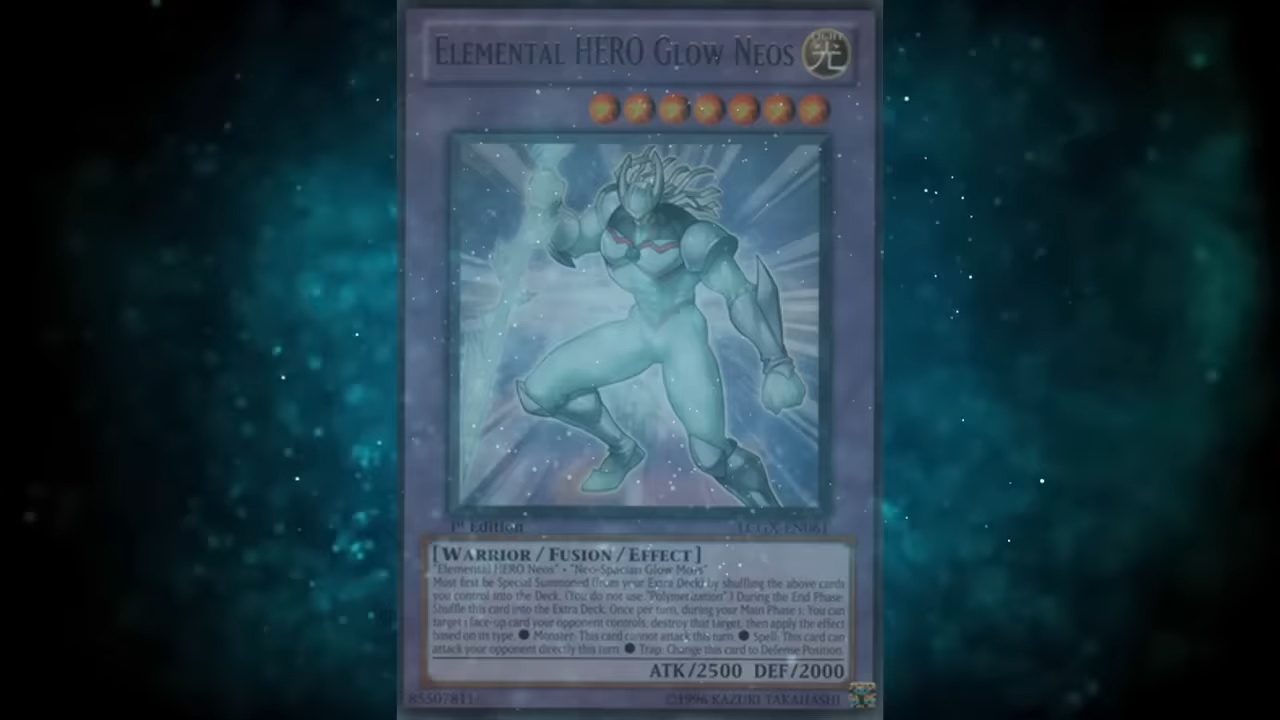 ELEMENTAL HERO GLOW NEOS
LIGHT
光
1st Edition
LCGX-EN061
[WARRIOR / FUSION / EFFECT]
"Elemental HERO Neos" + "Neo-Spacian Glow Moss"
Must first be Special Summoned (from your Extra Deck) by shuffling the above cards
you control into the Deck. (You do not use "Polymerization".) During the End Phase:
Shuffle this card into the Extra Deck. Once per turn, during your Main Phase 1: You can
target 1 face-up card your opponent controls; destroy that target, then apply the effect
based on its type. ● Monster: This card cannot attack this turn. ● Spell: This card can
attack your opponent directly this turn. ● Trap: Change this card to Defense Position.
ATK/2500 DEF/2000
85507811
©1996 KAZUKI TAKAHASHI